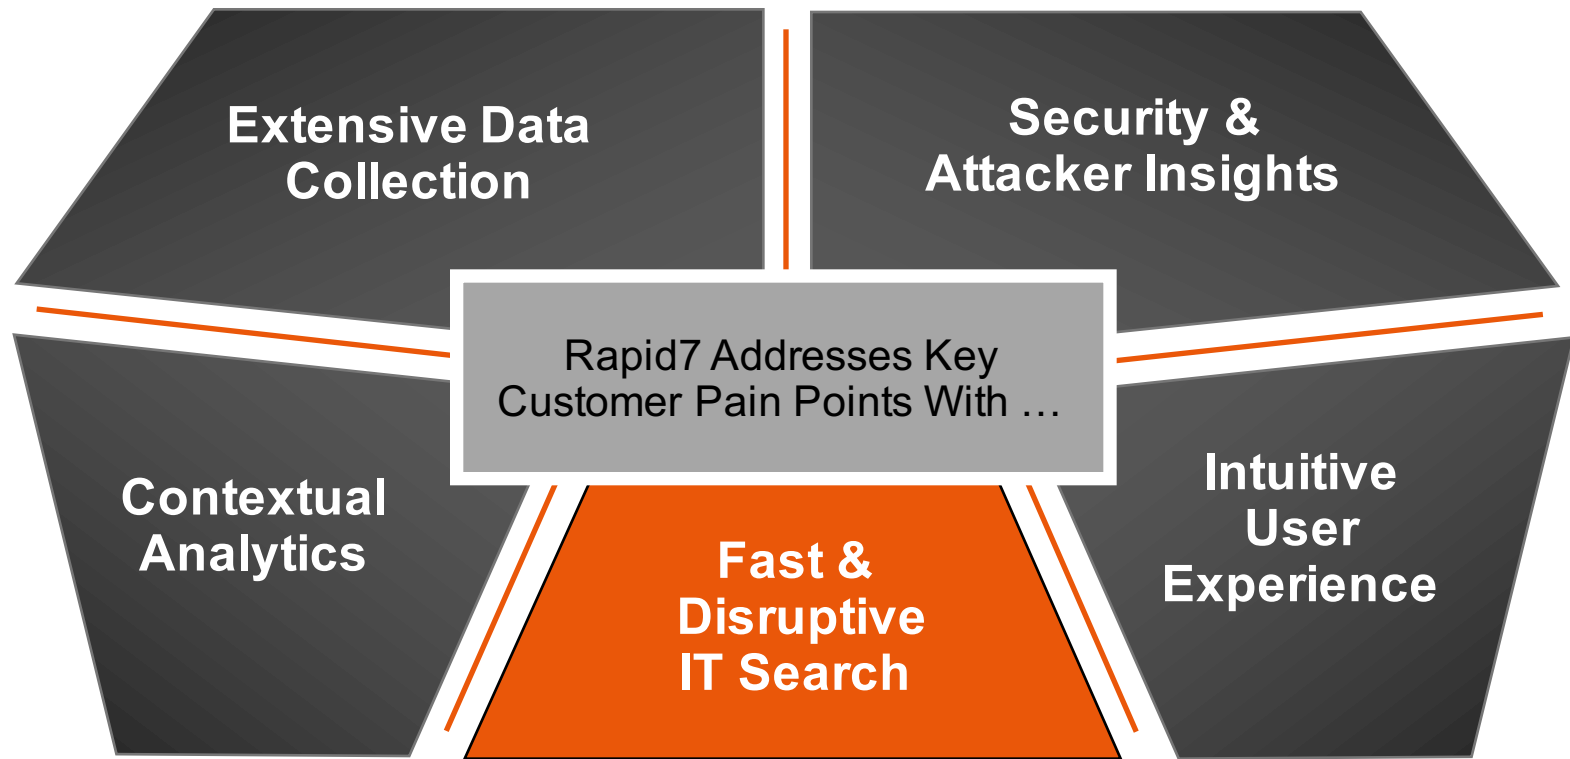 Extensive Data
Collection
Security &
Attacker Insights
Rapid7 Addresses Key
Customer Pain Points With …
Contextual
Analytics
Fast &
Disruptive
IT Search
Intuitive
User
Experience